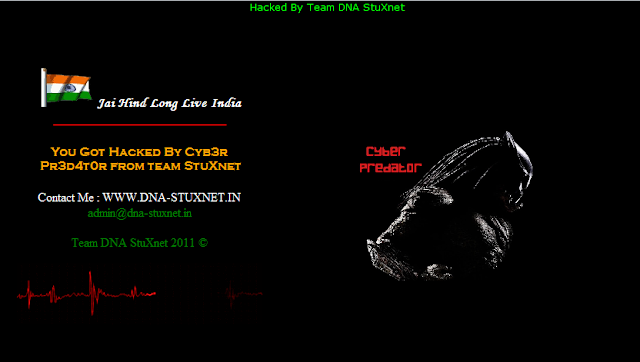 Hacked By Team DNA StuXnet
Jai Hind Long Live India
You Got Hacked By Cyb3r
Pr3d4t0r from team StuXnet
Contact Me : WWW.DNA-STUXNET.IN
admin@dna-stuxnet.in
Team DNA StuXnet 2011 ©
Cyber
Predator